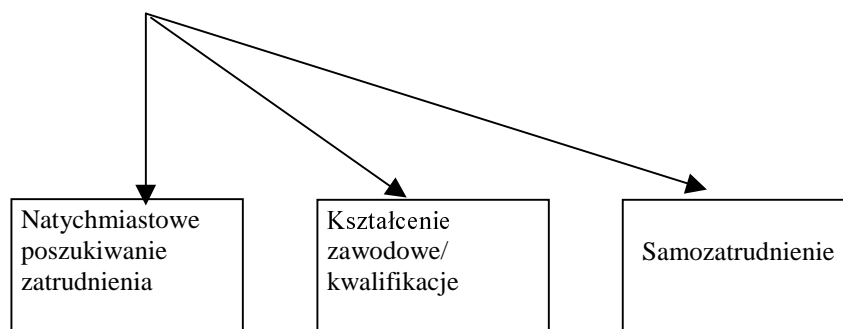 Natychmiastowe
poszukiwanie
zatrudnienia
Kształcenie
zawodowe/
kwalifikacje
Samozatrudnienie